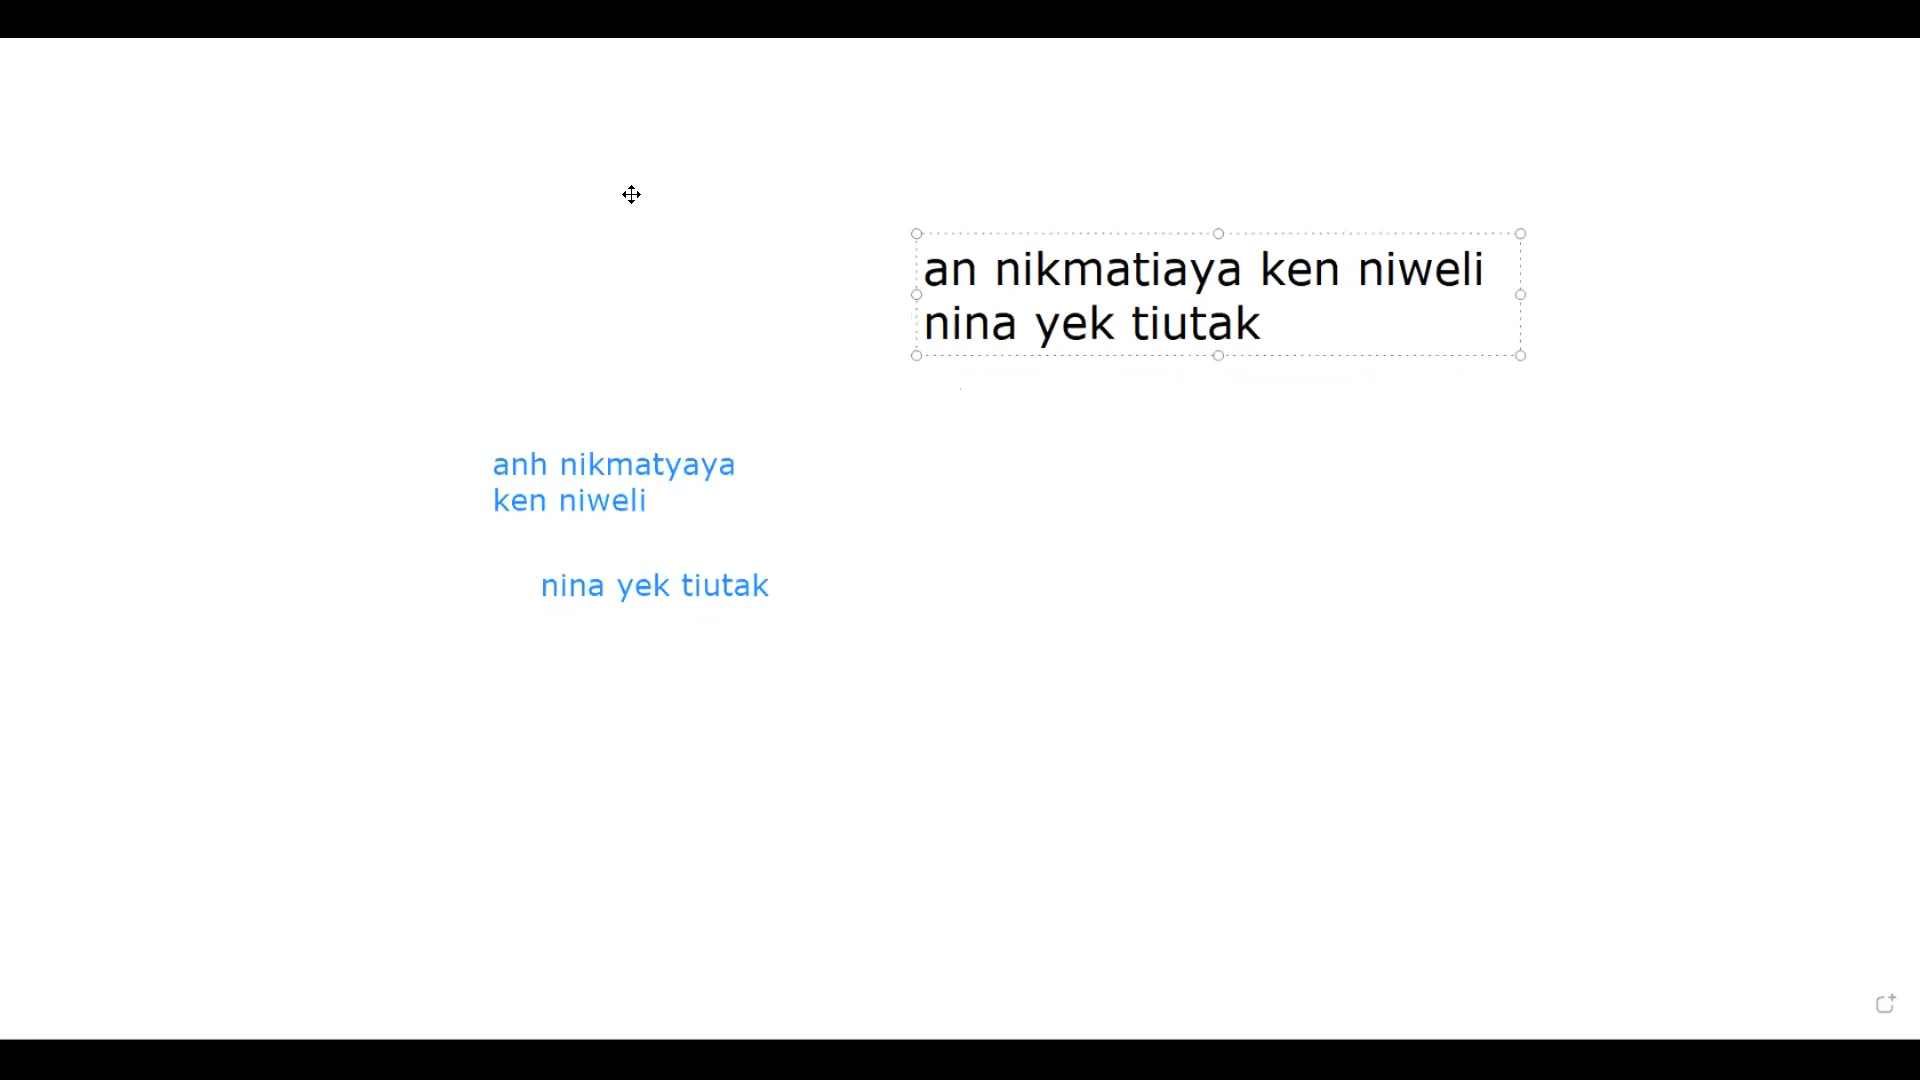 an nikmatiaya ken niweli
nina yek tiutak
anh nikmatyaya
ken niweli
nina yek tiutak